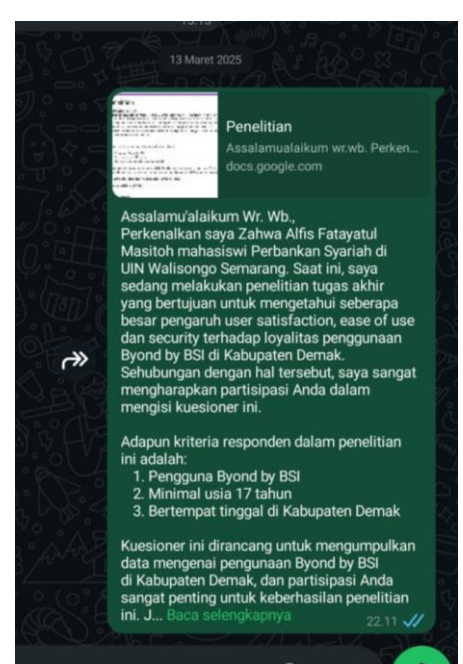 13 Maret 2025
Penelitian
Assalamualaikum wr.wb. Perken...
docs.google.com
Assalamu'alaikum Wr. Wb.,
Perkenalkan saya Zahwa Alfis Fatayatul
Masitoh mahasiswi Perbankan Syariah di
UIN Walisongo Semarang. Saat ini, saya
sedang melakukan penelitian tugas akhir
yang bertujuan untuk mengetahui seberapa
besar pengaruh user satisfaction, ease of use
dan security terhadap loyalitas penggunaan
Byond by BSI di Kabupaten Demak.
Sehubungan dengan hal tersebut, saya sangat
mengharapkan partisipasi Anda dalam
mengisi kuesioner ini.
Adapun kriteria responden dalam penelitian
ini adalah:
1. Pengguna Byond by BSI
2. Minimal usia 17 tahun
3. Bertempat tinggal di Kabupaten Demak
Kuesioner ini dirancang untuk mengumpulkan
data mengenai pengunaan Byond by BSI
di Kabupaten Demak, dan partisipasi Anda
sangat penting untuk keberhasilan penelitian
ini. J... Baca selengkapnya
22.11